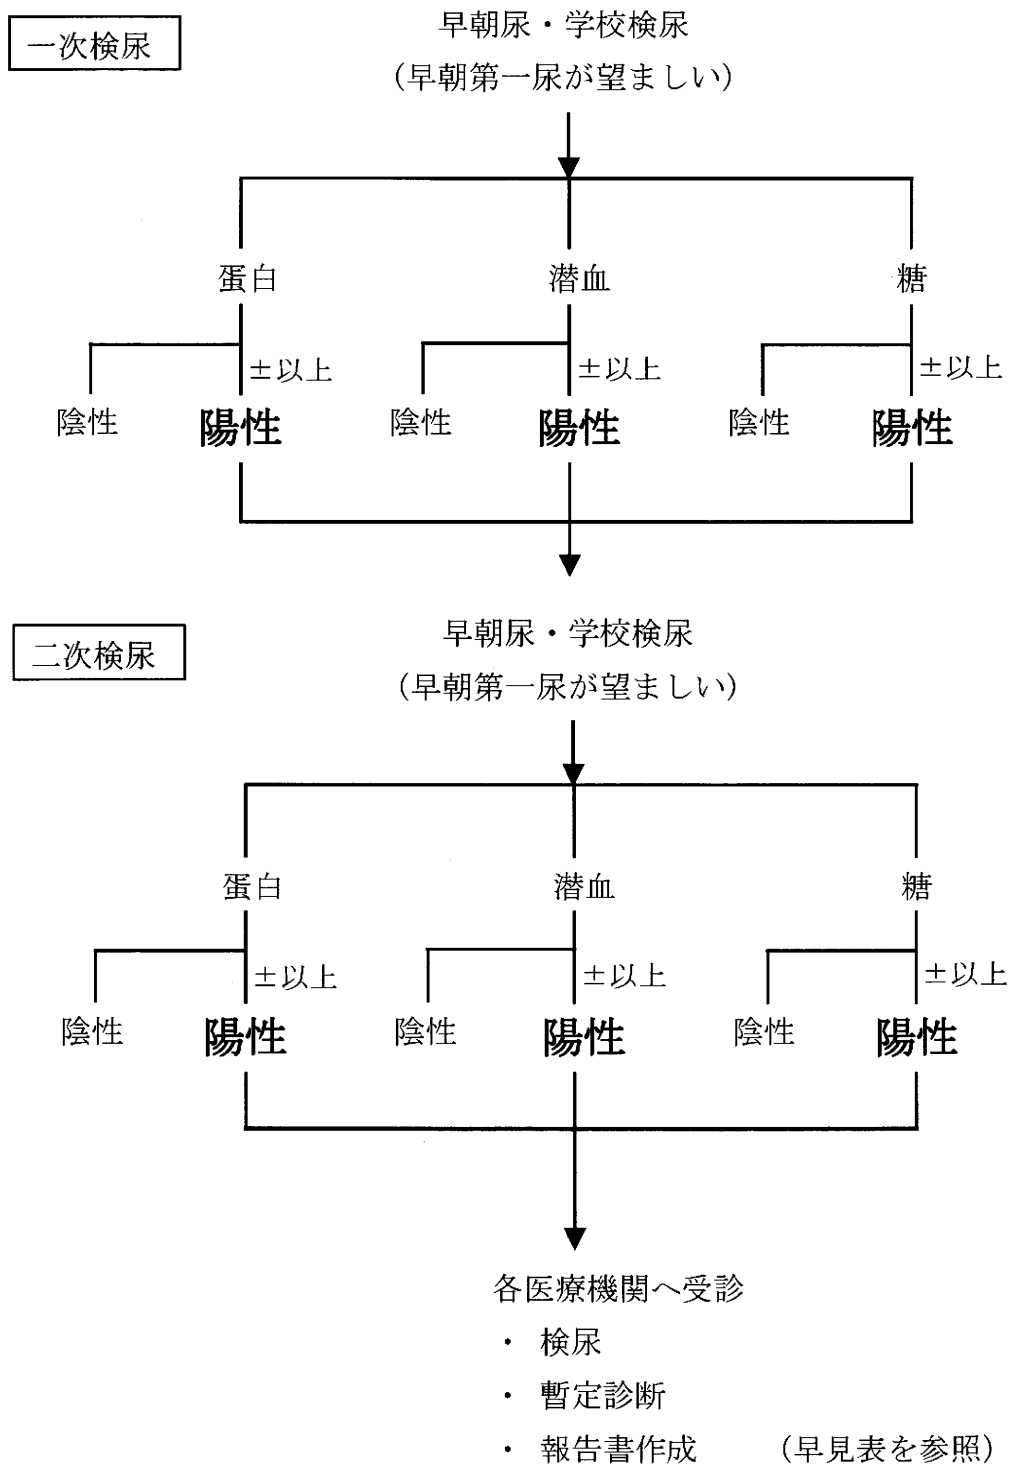 一次検尿
早朝尿・学校検尿
(早朝第一尿が望ましい)
蛋白 潜血 糖
±以上 ±以上 ±以上
陰性 陽性 陰性 陽性 陰性 陽性
二次検尿
早朝尿・学校検尿
(早朝第一尿が望ましい)
蛋白 潜血 糖
±以上 ±以上 ±以上
陰性 陽性 陰性 陽性 陰性 陽性
各医療機関へ受診
・ 検尿
・ 暫定診断
・ 報告書作成 (早見表を参照)